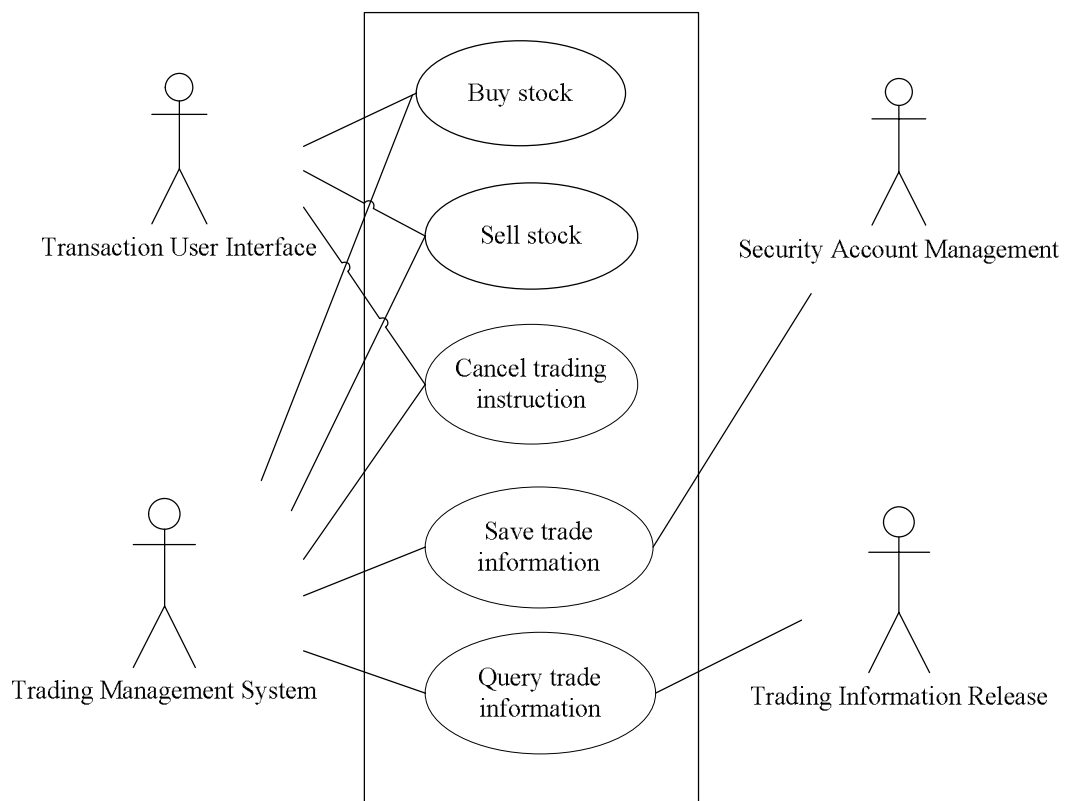 Buy stock
Transaction User Interface
Sell stock
Security Account Management
Cancel trading
instruction
Save trade
information
Trading Management System
Query trade
information
Trading Information Release